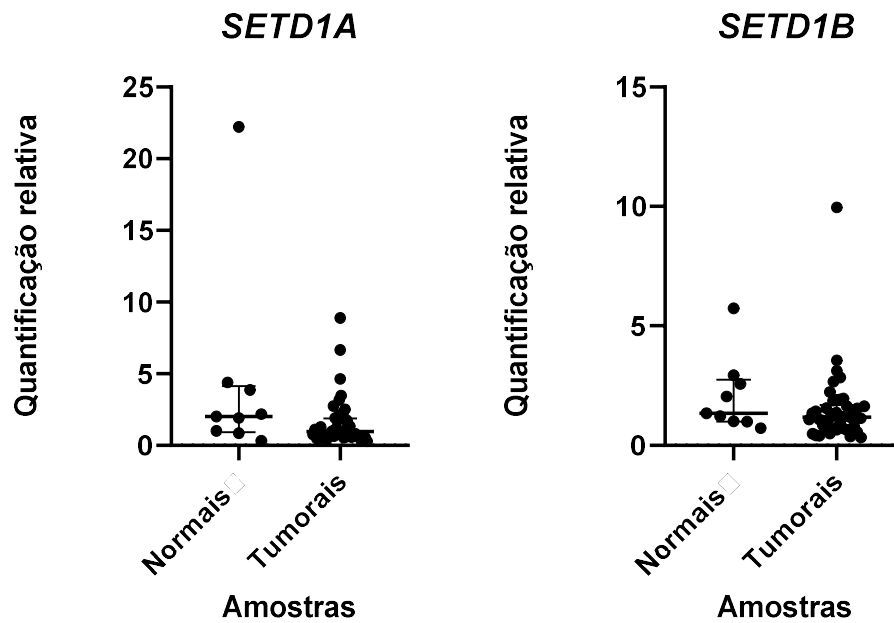 SETD1A
Quantificação relativa
25
20
15
10
5
0
Normais
Tumorais
Amostras
SETD1B
Quantificação relativa
15
10
5
0
Normais
Tumorais
Amostras